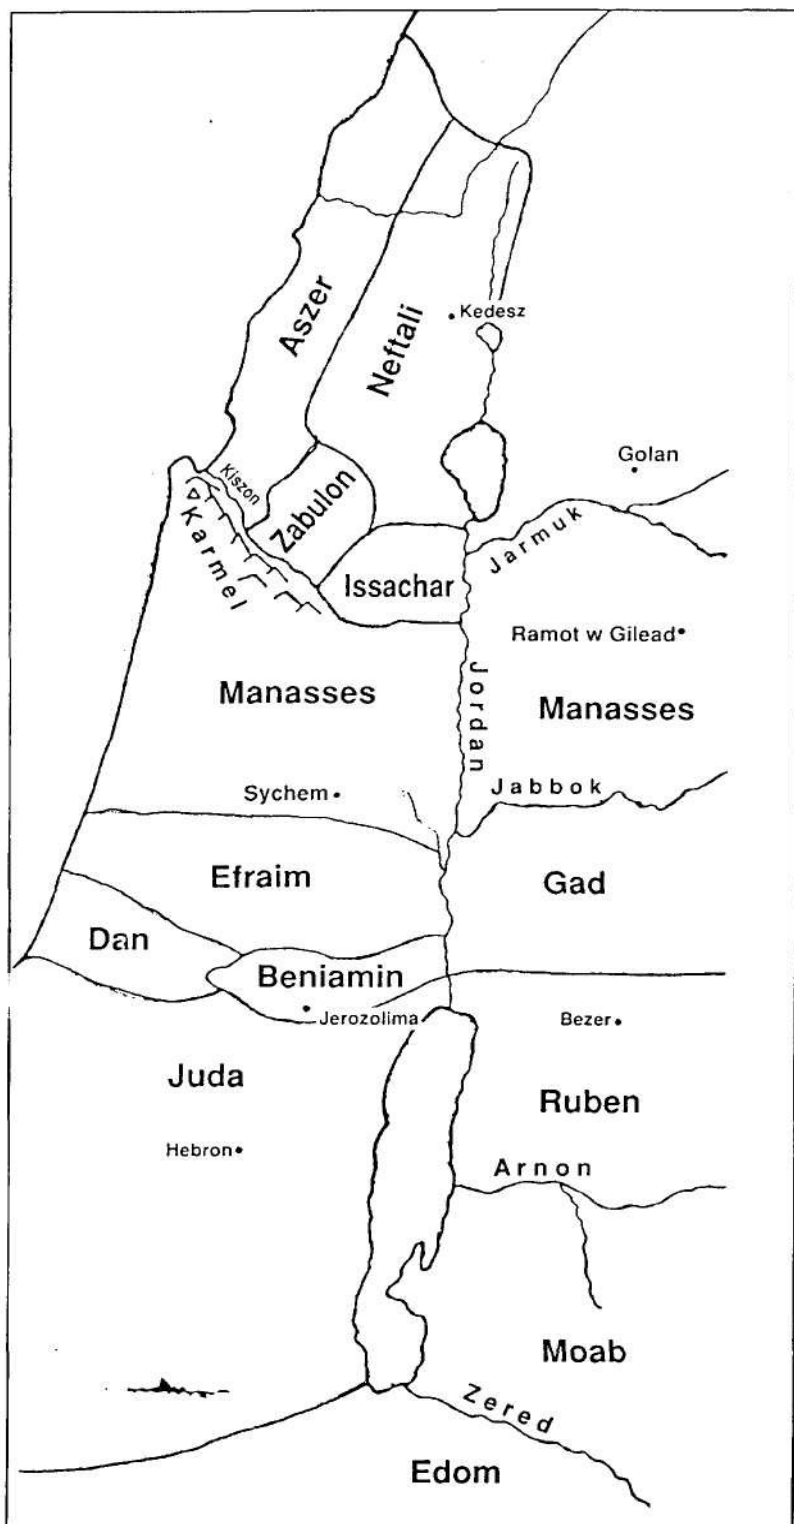 Aszer
Neftali
Kedesz
Golan
Kiszon
Zabulon
Karmel
Jarmuk
Issachar
Ramot w Gilead
Manasses
Jordan
Manasses
Jabbok
Sychem
Efraim
Gad
Dan
Beniamin
Jerozolima
Bezer
Juda
Ruben
Hebron
Arnon
Moab
Zered
Edom